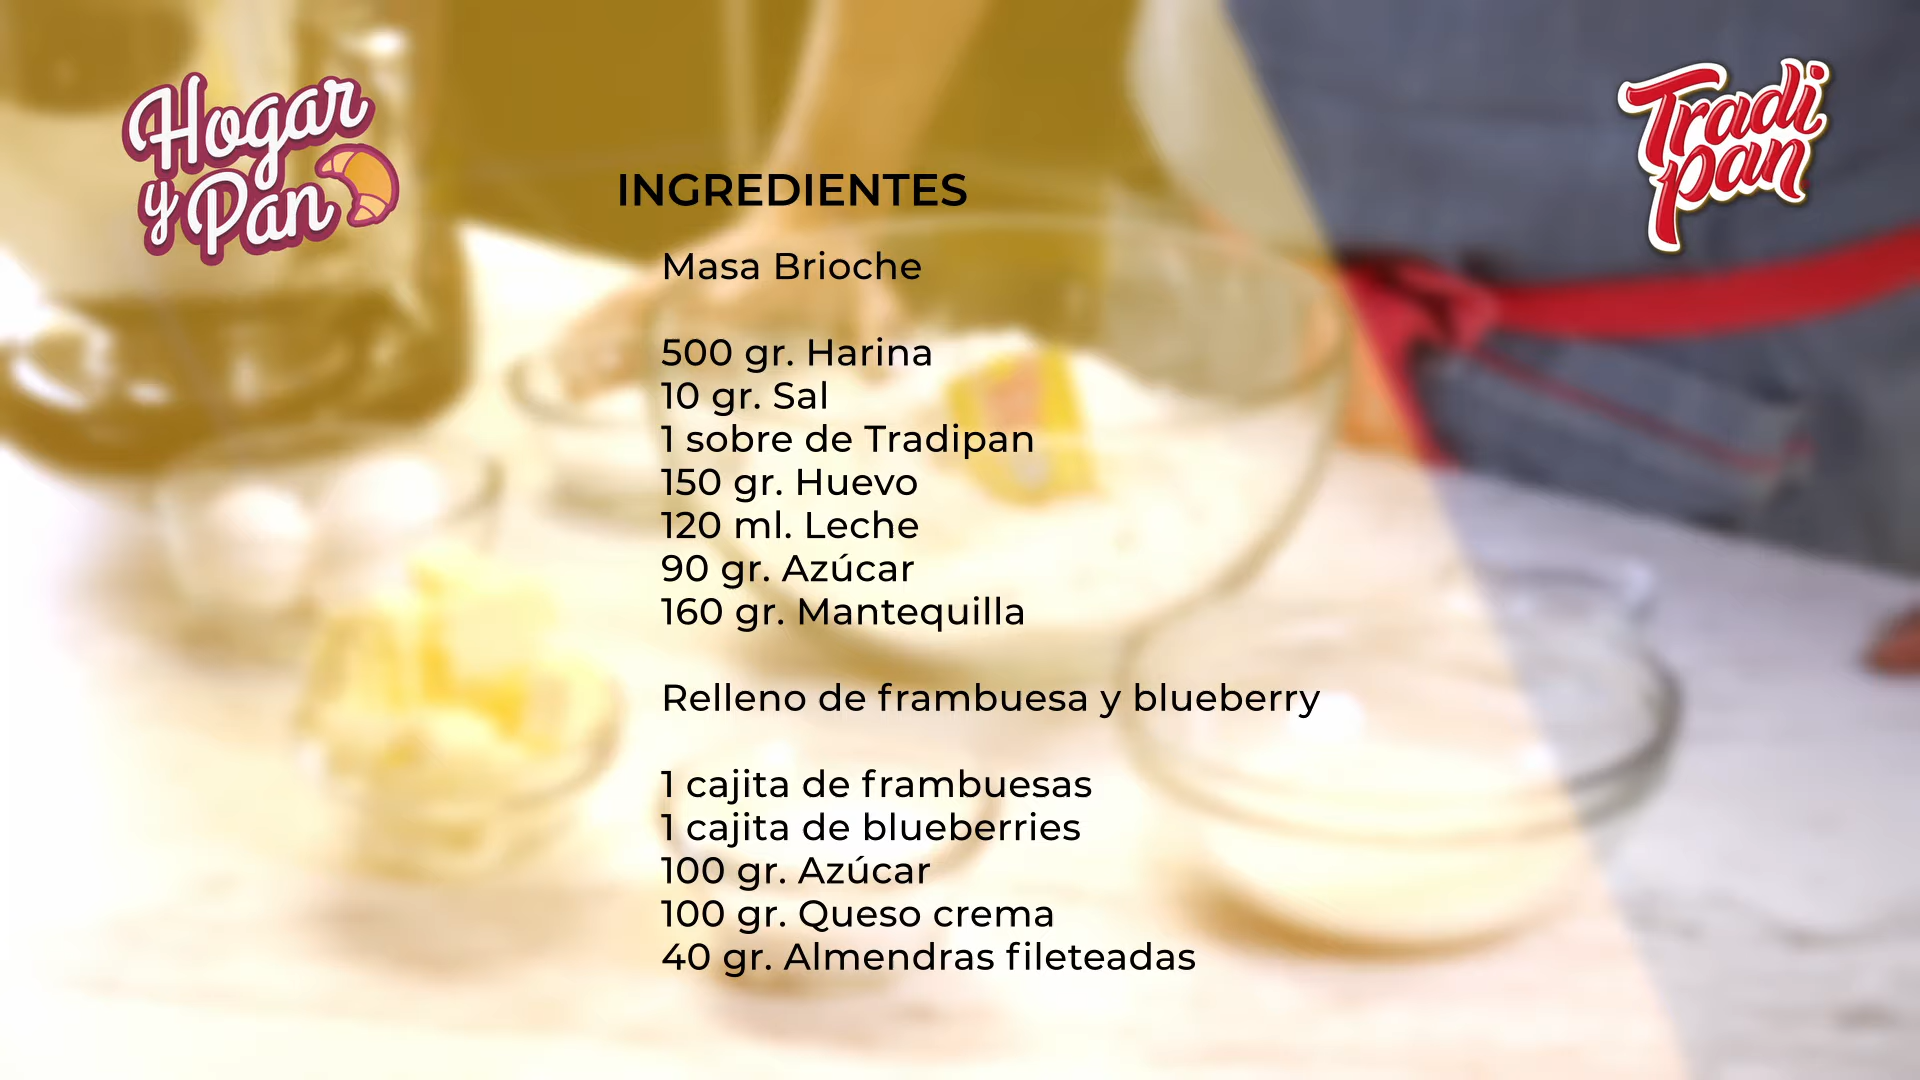 Hogar
y Pan
Tradi
pan
INGREDIENTES
Masa Brioche
500 gr. Harina
10 gr. Sal
1 sobre de Tradipan
150 gr. Huevo
120 ml. Leche
90 gr. Azúcar
160 gr. Mantequilla
Relleno de frambuesa y blueberry
1 cajita de frambuesas
1 cajita de blueberries
100 gr. Azúcar
100 gr. Queso crema
40 gr. Almendras fileteadas